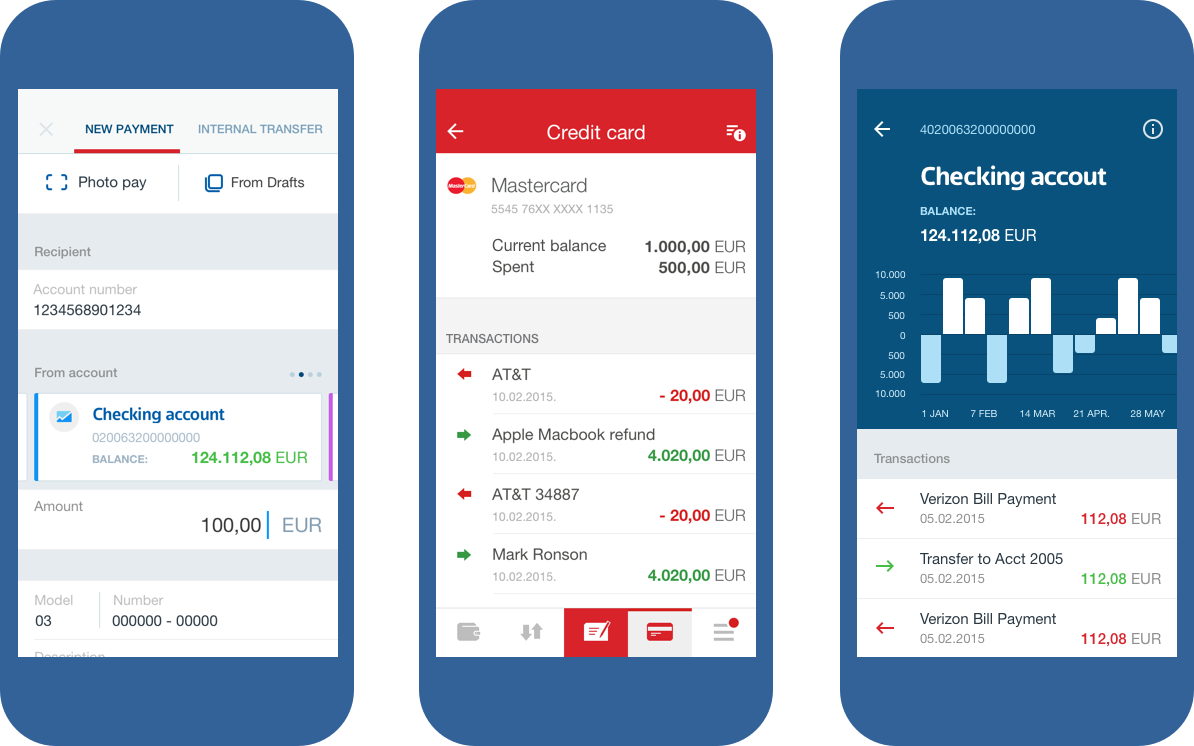 NEW PAYMENT INTERNAL TRANSFER
Photo pay From Drafts
Recipient
Account number
1234568901234
From account
Checking account
020063200000000
BALANCE: 124.112,08 EUR
Amount
100,00 EUR
Model Number
03 000000 - 00000
Description
Credit card
MasterCard
Mastercard
5545 76XX XXXX 1135
Current balance 1.000,00 EUR
Spent 500,00 EUR
TRANSACTIONS
AT&T
10.02.2015. - 20,00 EUR
Apple Macbook refund
10.02.2015. 4.020,00 EUR
AT&T 34887
10.02.2015. - 20,00 EUR
Mark Ronson
10.02.2015. 4.020,00 EUR
4020063200000000
Checking accout
BALANCE:
124.112,08 EUR
10.000
5.000
500
0
500
5.000
10.000
1 JAN 7 FEB 14 MAR 21 APR. 28 MAY
Transactions
Verizon Bill Payment
05.02.2015 112,08 EUR
Transfer to Acct 2005
05.02.2015 112,08 EUR
Verizon Bill Payment
05.02.2015 112,08 EUR